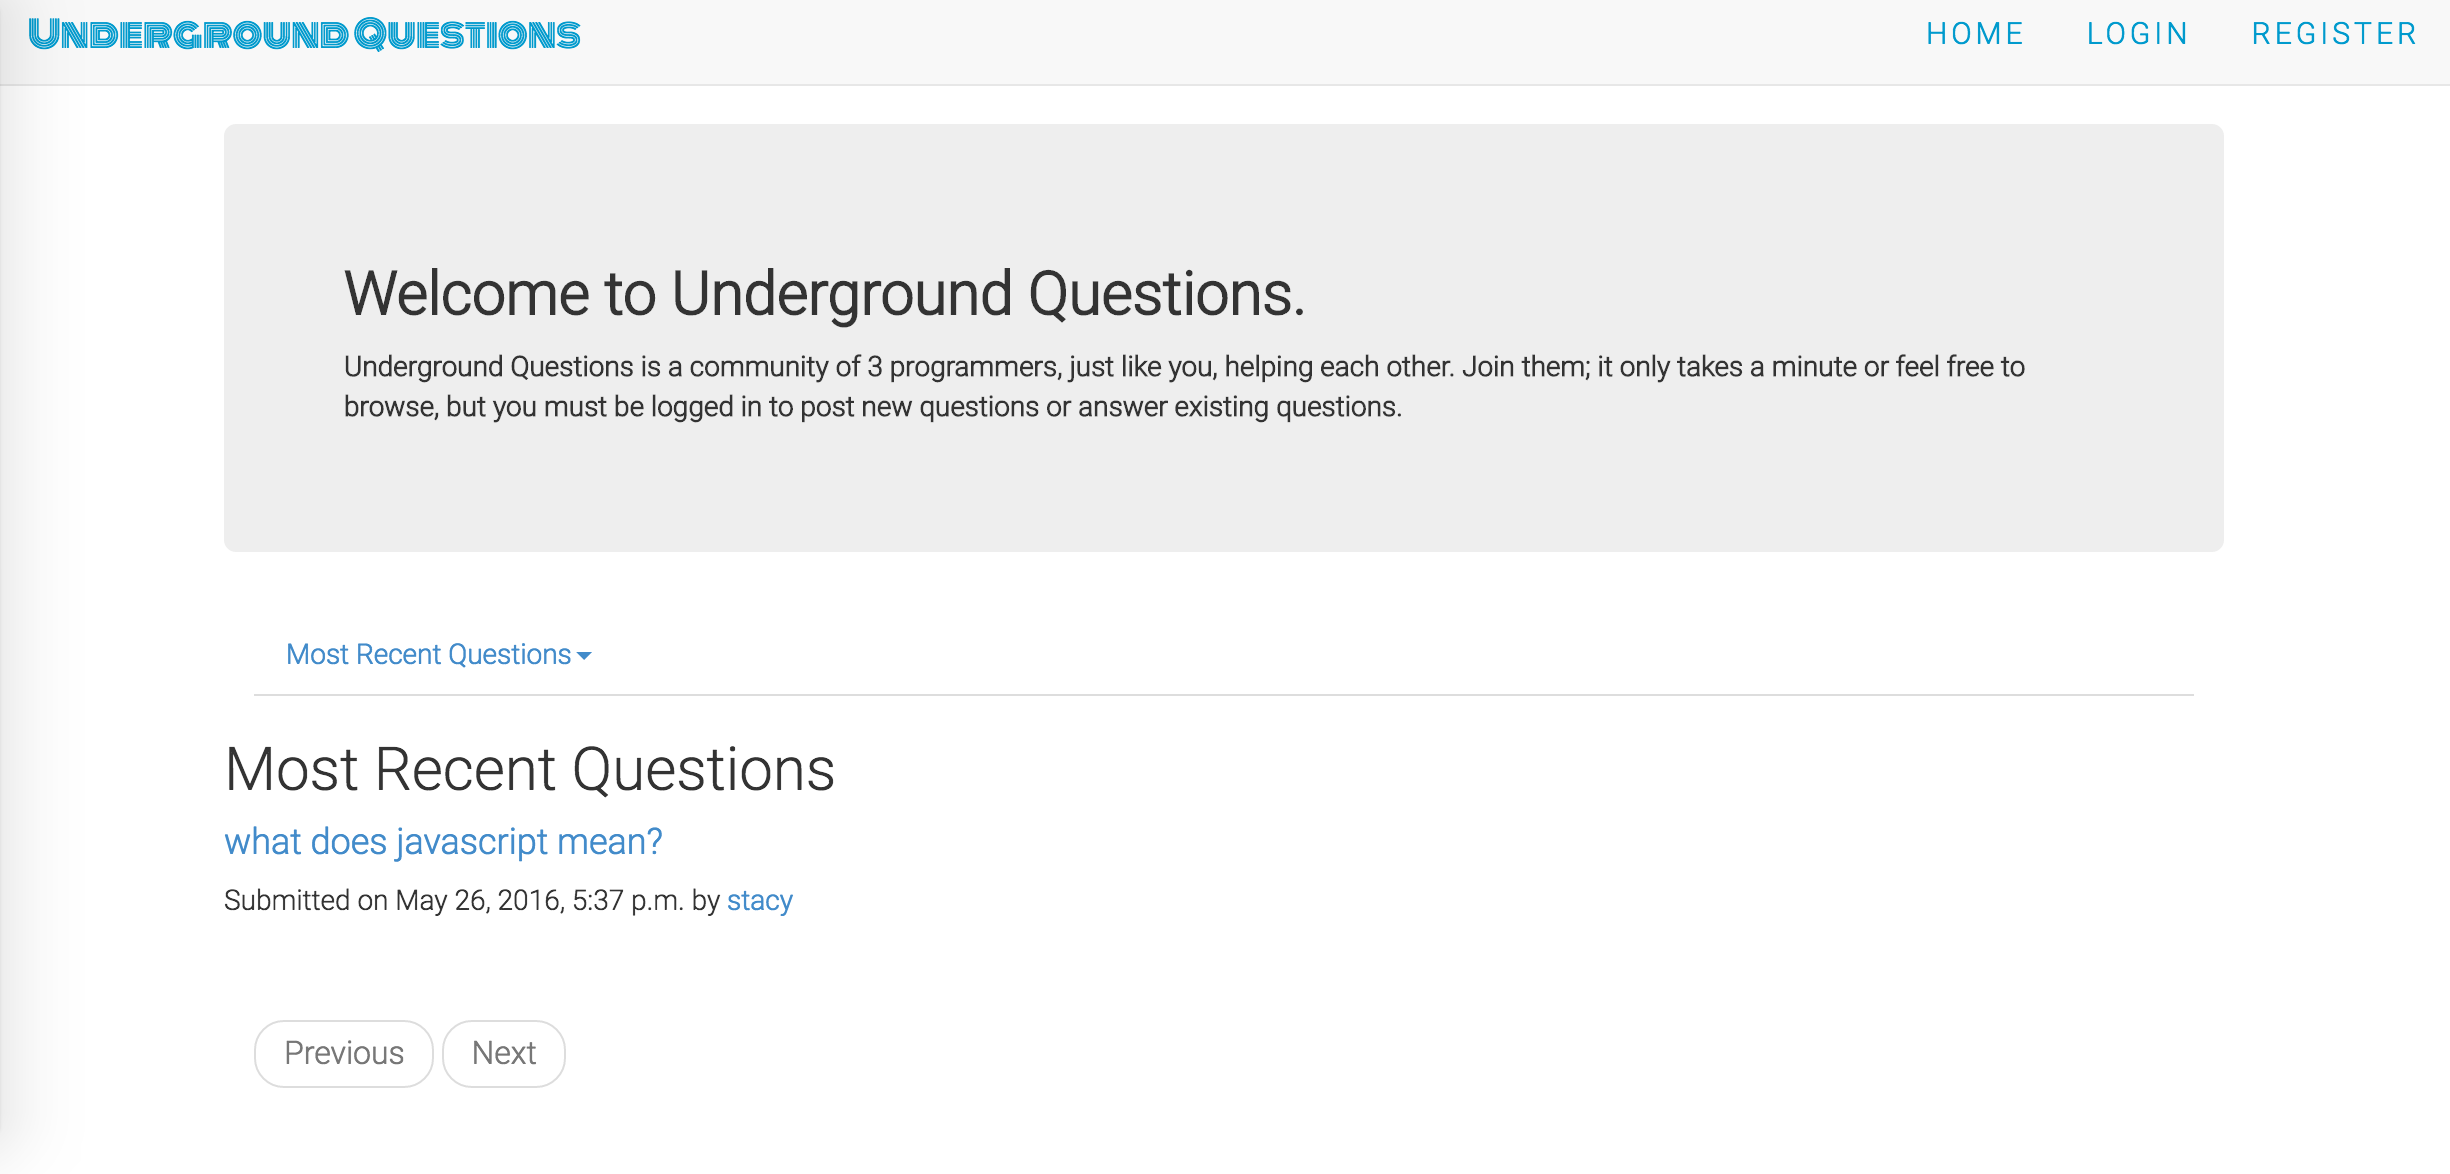 UNDERGROUND QUESTIONS
HOME LOGIN REGISTER
Welcome to Underground Questions.
Underground Questions is a community of 3 programmers, just like you, helping each other. Join them; it only takes a minute or feel free to
browse, but you must be logged in to post new questions or answer existing questions.
Most Recent Questions
Most Recent Questions
what does javascript mean?
Submitted on May 26, 2016, 5:37 p.m. by stacy
Previous Next